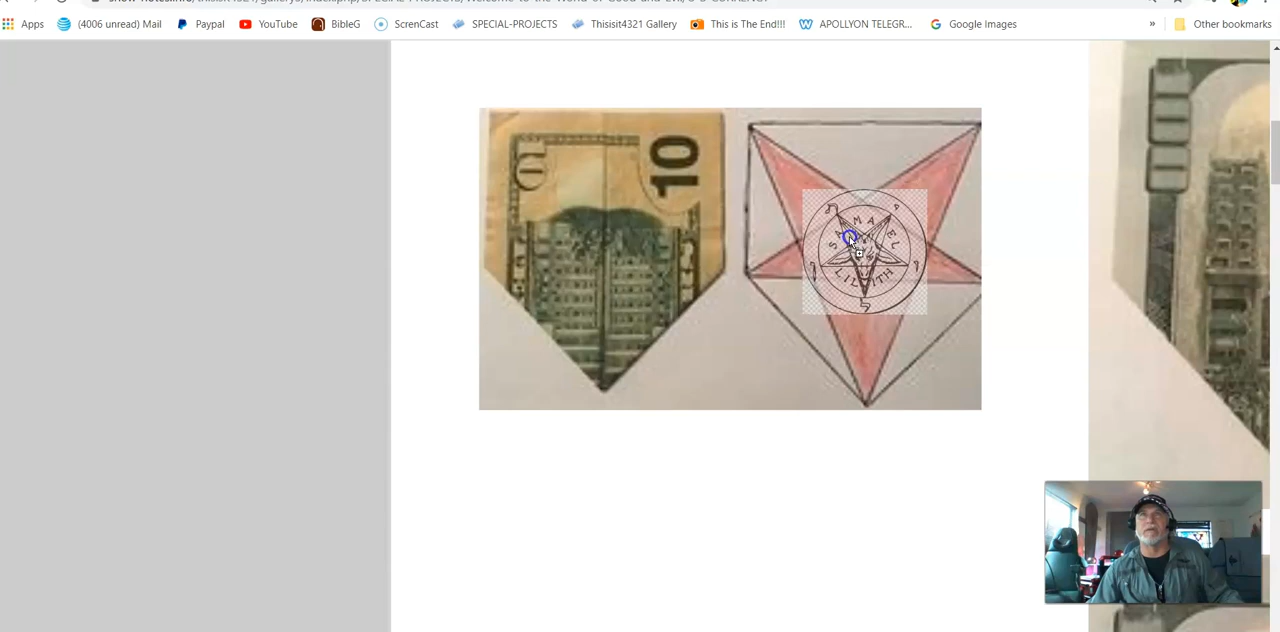 Apps
(4006 unread) Mail
Paypal
YouTube
BibleG
ScrenCast
SPECIAL-PROJECTS
Thisisit4321 Gallery
This is The End!!!
APOLLYON TELEGR...
Google Images
»
Other bookmarks
10
10
SAMAEL
LILITH